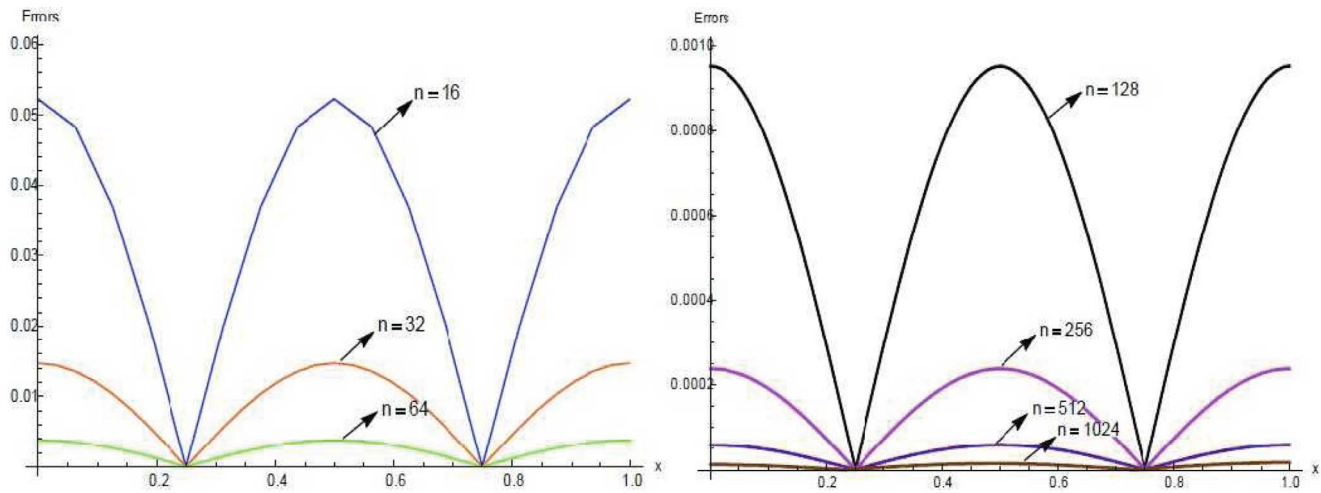 Errors
0.06
0.05
0.04
0.03
0.02
0.01
0.2
0.4
0.6
0.8
1.0
x
n = 16
n = 32
n = 64
Errors
0.0010
0.0008
0.0006
0.0004
0.0002
0.2
0.4
0.6
0.8
1.0
x
n = 128
n = 256
n = 512
n = 1024